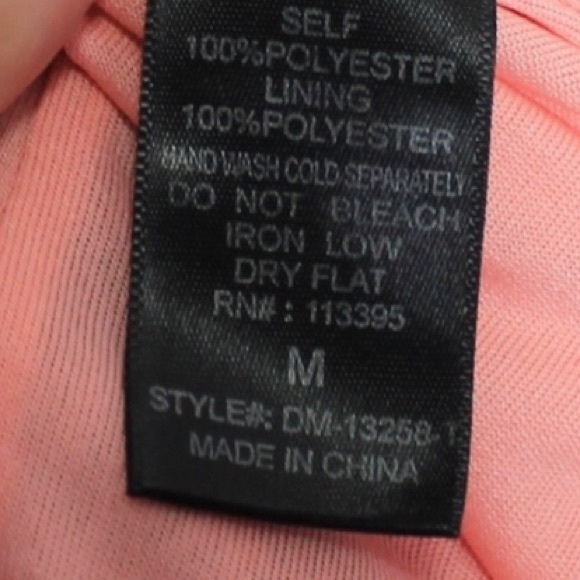 SELF
100%POLYESTER
LINING
100%POLYESTER
HAND WASH COLD SEPARATELY
DO NOT BLEACH
IRON LOW
DRY FLAT
RN#: 113395
M
STYLE#: DM-13258-1
MADE IN CHINA